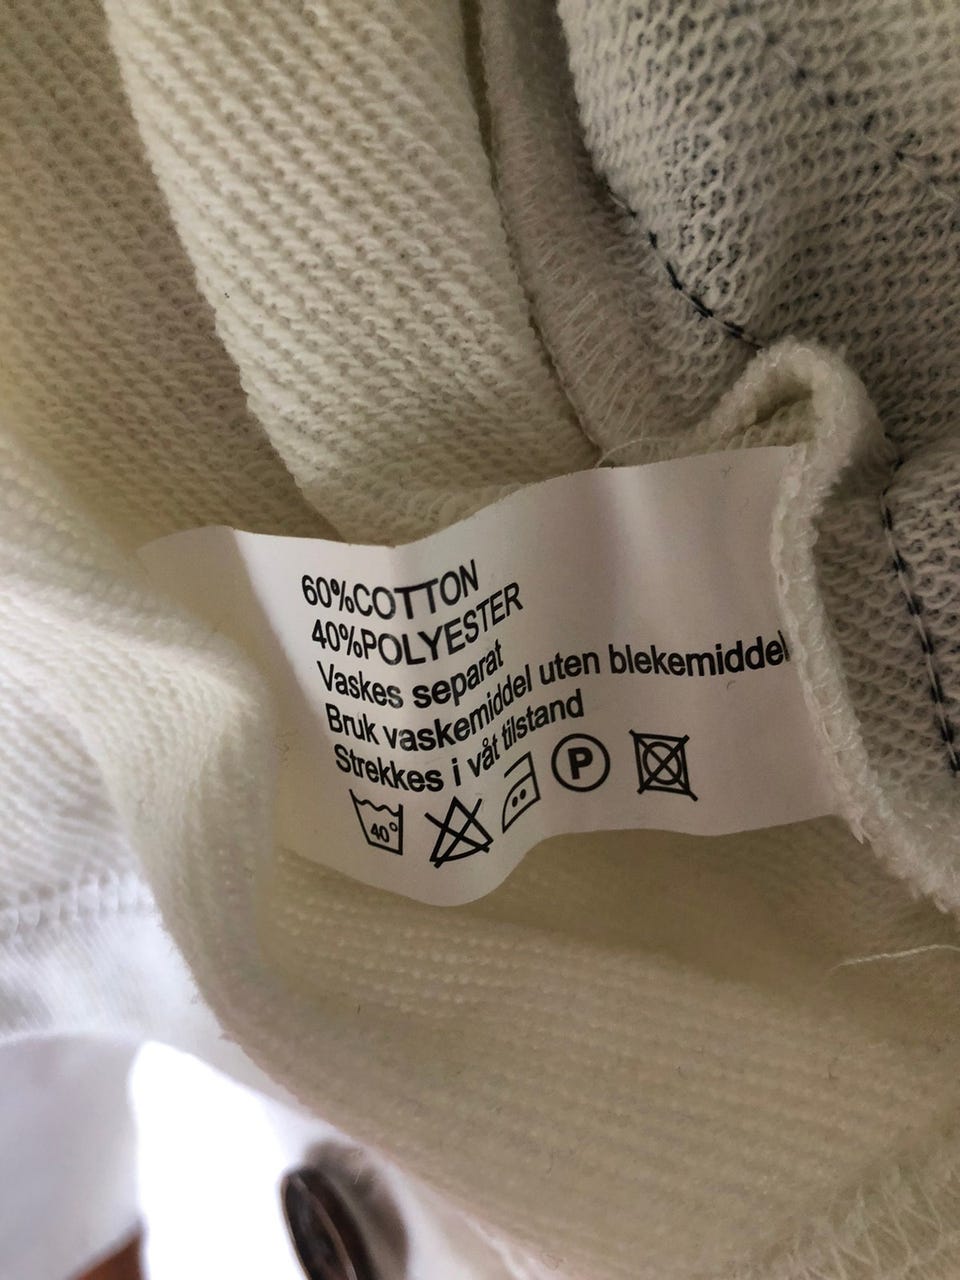 60%COTTON
40%POLYESTER
Vaskes separat
Bruk vaskemiddel uten blekemiddel
Strekkes i våt tilstand
40° P